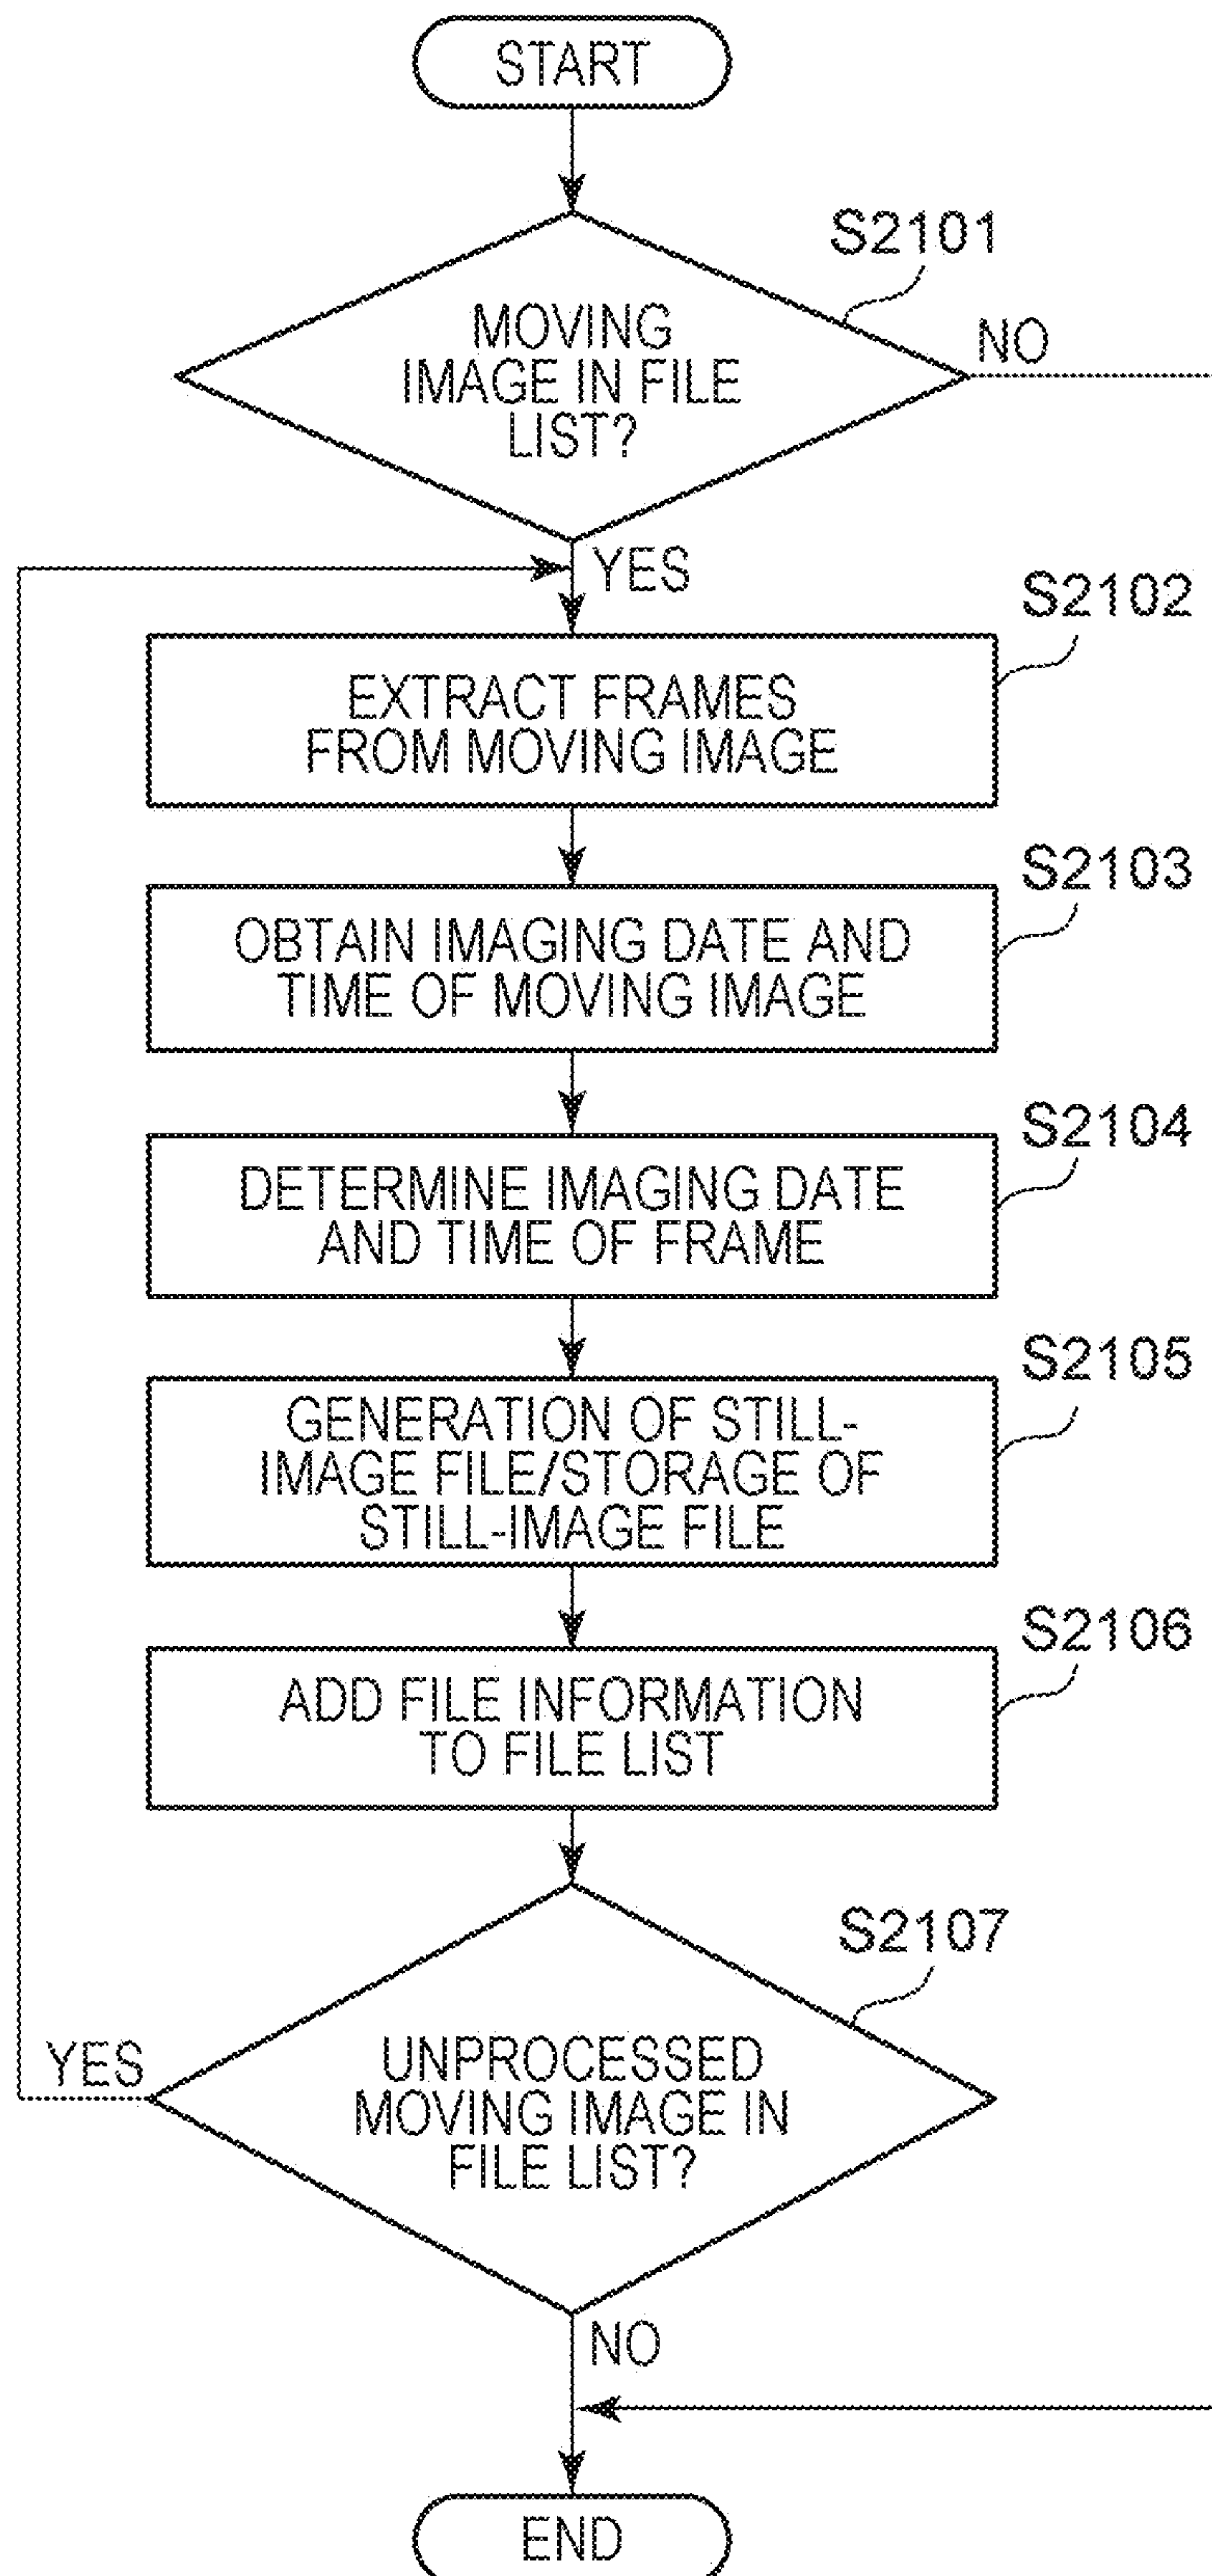 START
S2101
MOVING
IMAGE IN FILE
LIST?
NO
YES
S2102
EXTRACT FRAMES
FROM MOVING IMAGE
S2103
OBTAIN IMAGING DATE AND
TIME OF MOVING IMAGE
S2104
DETERMINE IMAGING DATE
AND TIME OF FRAME
S2105
GENERATION OF STILL-
IMAGE FILE/STORAGE OF
STILL-IMAGE FILE
S2106
ADD FILE INFORMATION
TO FILE LIST
S2107
UNPROCESSED
MOVING IMAGE IN
FILE LIST?
YES
NO
END